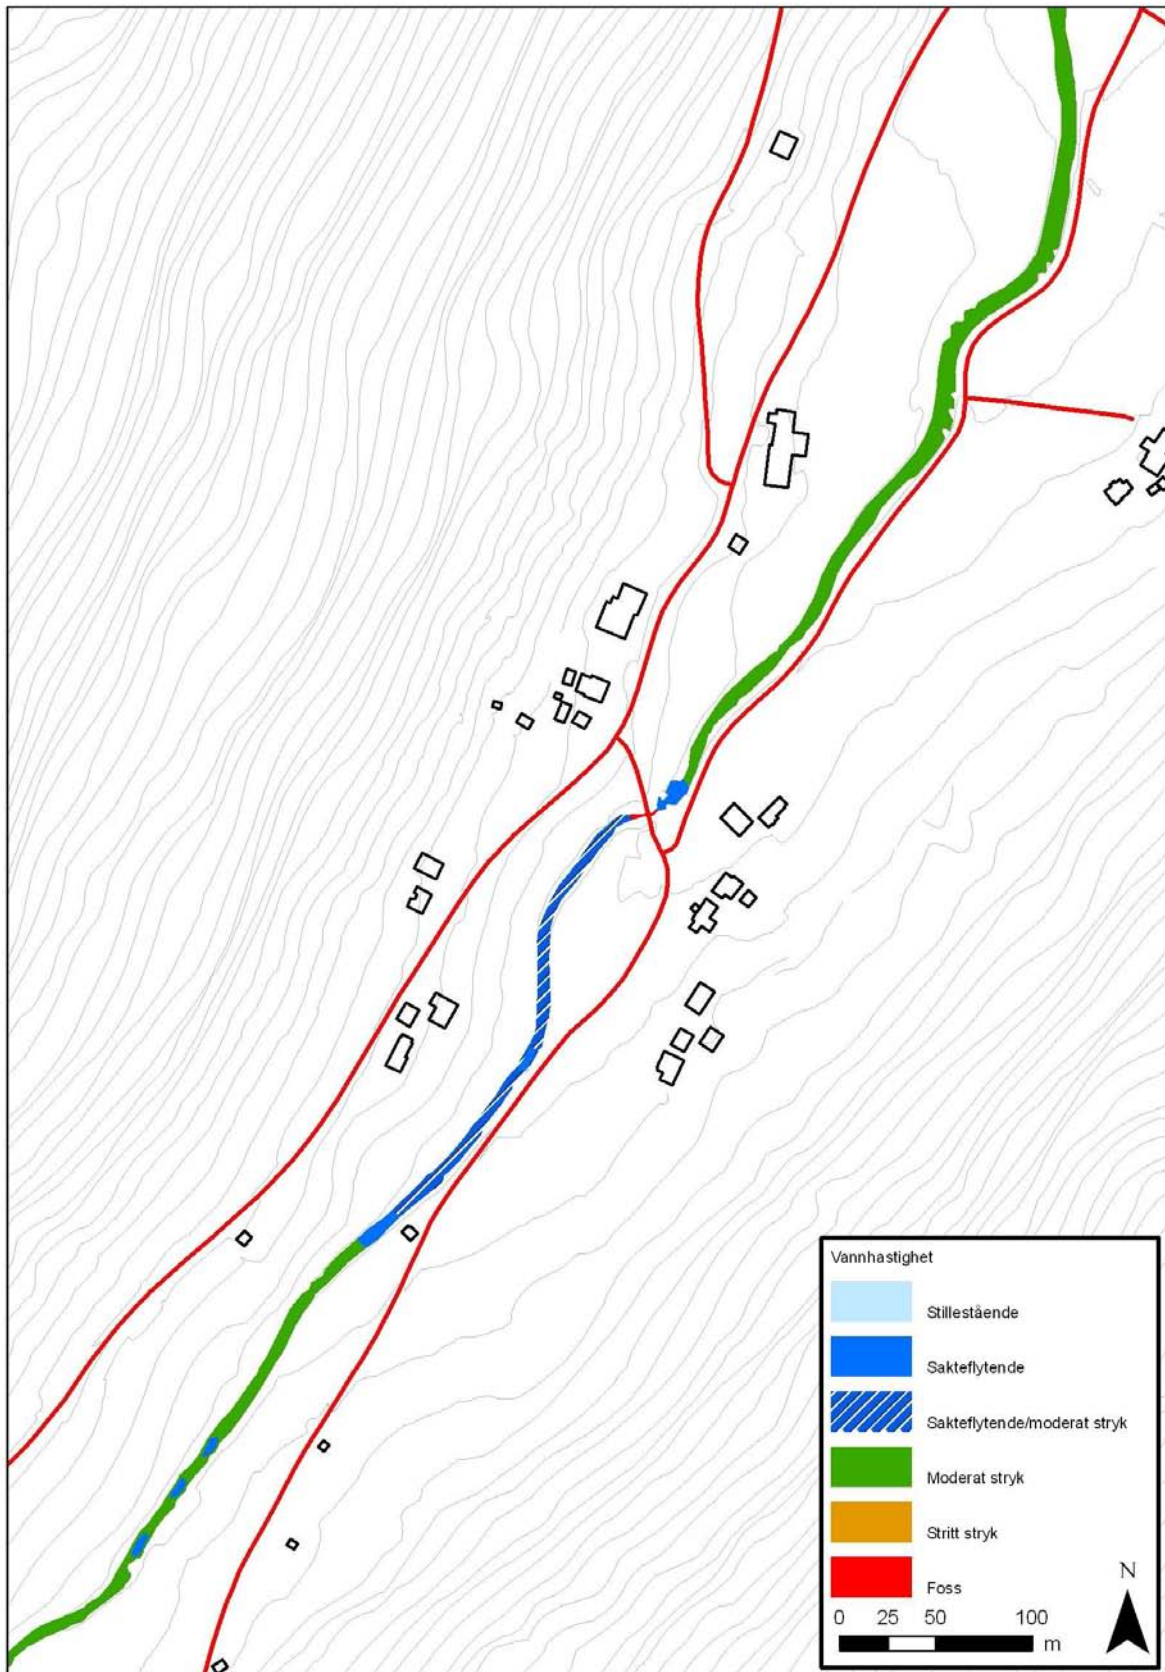 Vannhastighet
Stillestående
Sakteflytende
Sakteflytende/moderat stryk
Moderat stryk
Stritt stryk
Foss
N
0 25 50 100
m